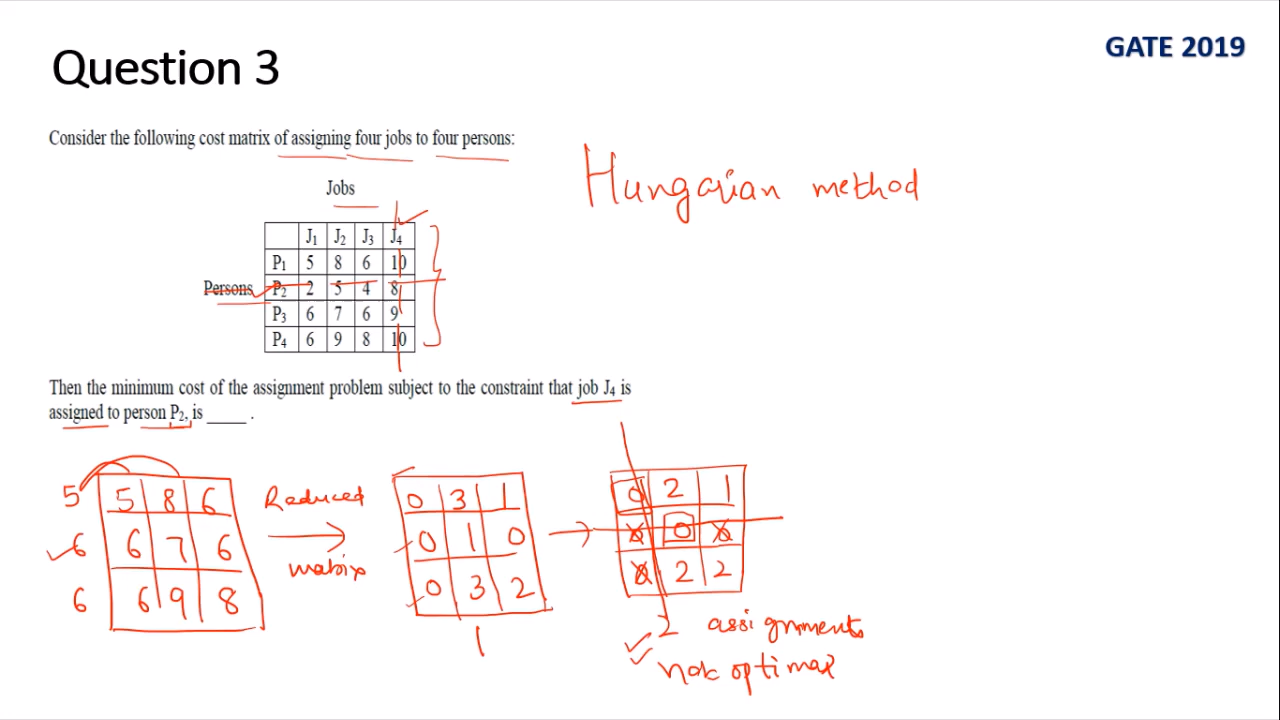 GATE 2019
Question 3
Consider the following cost matrix of assigning four jobs to four persons:
Hungarian method
Jobs
J1 J2 J3 J4
P1 5 8 6 10
Persons P2 2 5 4 8
P3 6 7 6 9
P4 6 9 8 10
Then the minimum cost of the assignment problem subject to the constraint that job J4 is
assigned to person P2, is ____ .
5 5 8 6 Reduced 0 3 1 0 2 1
6 6 7 6 matrix 0 1 0 0 0 0
6 6 9 8 0 3 2 0 2 2
1
2 assignments
not optimal